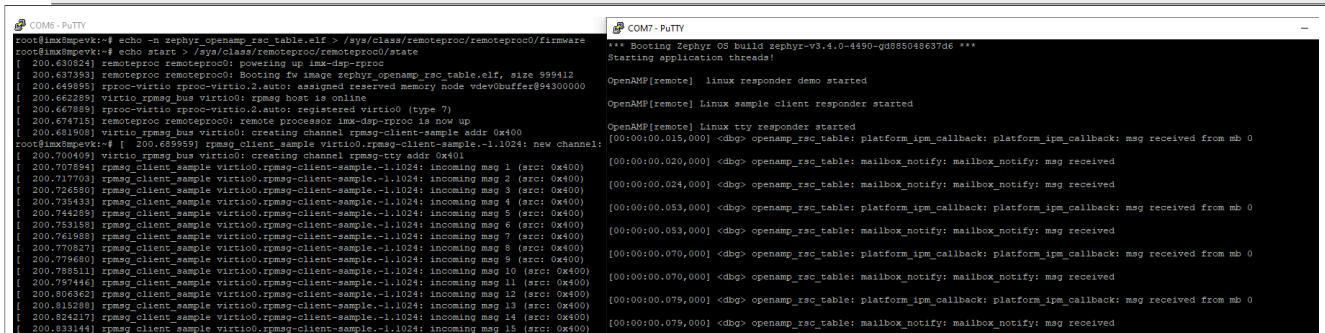 COM6 - PuTTY
root@imx8mpevk:~# echo -n zephyr_openamp_rsc_table.elf > /sys/class/remoteproc/remoteproc0/firmware
root@imx8mpevk:~# echo start > /sys/class/remoteproc/remoteproc0/state
[  200.630824] remoteproc remoteproc0: powering up imx-dsp-rproc
[  200.637393] remoteproc remoteproc0: Booting fw image zephyr_openamp_rsc_table.elf, size 999412
[  200.649895] rproc-virtio rproc-virtio.2.auto: assigned reserved memory node vdev0buffer@94300000
[  200.662289] virtio_rpmsg_bus virtio0: rpmsg host is online
[  200.667889] rproc-virtio rproc-virtio.2.auto: registered virtio0 (type 7)
[  200.674715] remoteproc remoteproc0: remote processor imx-dsp-rproc is now up
[  200.681908] virtio_rpmsg_bus virtio0: creating channel rpmsg-client-sample addr 0x400
root@imx8mpevk:~# [  200.689959] rpmsg_client_sample virtio0.rpmsg-client-sample.-1.1024: new channel:
[  200.700409] virtio_rpmsg_bus virtio0: creating channel rpmsg-tty addr 0x401
[  200.707894] rpmsg_client_sample virtio0.rpmsg-client-sample.-1.1024: incoming msg 1 (src: 0x400)
[  200.717703] rpmsg_client_sample virtio0.rpmsg-client-sample.-1.1024: incoming msg 2 (src: 0x400)
[  200.726580] rpmsg_client_sample virtio0.rpmsg-client-sample.-1.1024: incoming msg 3 (src: 0x400)
[  200.735433] rpmsg_client_sample virtio0.rpmsg-client-sample.-1.1024: incoming msg 4 (src: 0x400)
[  200.744289] rpmsg_client_sample virtio0.rpmsg-client-sample.-1.1024: incoming msg 5 (src: 0x400)
[  200.753158] rpmsg_client_sample virtio0.rpmsg-client-sample.-1.1024: incoming msg 6 (src: 0x400)
[  200.761988] rpmsg_client_sample virtio0.rpmsg-client-sample.-1.1024: incoming msg 7 (src: 0x400)
[  200.770827] rpmsg_client_sample virtio0.rpmsg-client-sample.-1.1024: incoming msg 8 (src: 0x400)
[  200.779680] rpmsg_client_sample virtio0.rpmsg-client-sample.-1.1024: incoming msg 9 (src: 0x400)
[  200.788511] rpmsg_client_sample virtio0.rpmsg-client-sample.-1.1024: incoming msg 10 (src: 0x400)
[  200.797446] rpmsg_client_sample virtio0.rpmsg-client-sample.-1.1024: incoming msg 11 (src: 0x400)
[  200.806362] rpmsg_client_sample virtio0.rpmsg-client-sample.-1.1024: incoming msg 12 (src: 0x400)
[  200.815288] rpmsg_client_sample virtio0.rpmsg-client-sample.-1.1024: incoming msg 13 (src: 0x400)
[  200.824217] rpmsg_client_sample virtio0.rpmsg-client-sample.-1.1024: incoming msg 14 (src: 0x400)
[  200.833144] rpmsg_client_sample virtio0.rpmsg-client-sample.-1.1024: incoming msg 15 (src: 0x400)
COM7 - PuTTY
*** Booting Zephyr OS build zephyr-v3.4.0-4490-gd885048637d6 ***
Starting application threads!
OpenAMP[remote]  linux responder demo started
OpenAMP[remote] Linux sample client responder started
OpenAMP[remote] Linux tty responder started
[00:00:00.015,000] <dbg> openamp_rsc_table: platform_ipm_callback: platform_ipm_callback: msg received from mb 0
[00:00:00.020,000] <dbg> openamp_rsc_table: mailbox_notify: mailbox_notify: msg received
[00:00:00.024,000] <dbg> openamp_rsc_table: mailbox_notify: mailbox_notify: msg received
[00:00:00.053,000] <dbg> openamp_rsc_table: platform_ipm_callback: platform_ipm_callback: msg received from mb 0
[00:00:00.053,000] <dbg> openamp_rsc_table: mailbox_notify: mailbox_notify: msg received
[00:00:00.070,000] <dbg> openamp_rsc_table: platform_ipm_callback: platform_ipm_callback: msg received from mb 0
[00:00:00.070,000] <dbg> openamp_rsc_table: mailbox_notify: mailbox_notify: msg received
[00:00:00.079,000] <dbg> openamp_rsc_table: platform_ipm_callback: platform_ipm_callback: msg received from mb 0
[00:00:00.079,000] <dbg> openamp_rsc_table: mailbox_notify: mailbox_notify: msg received